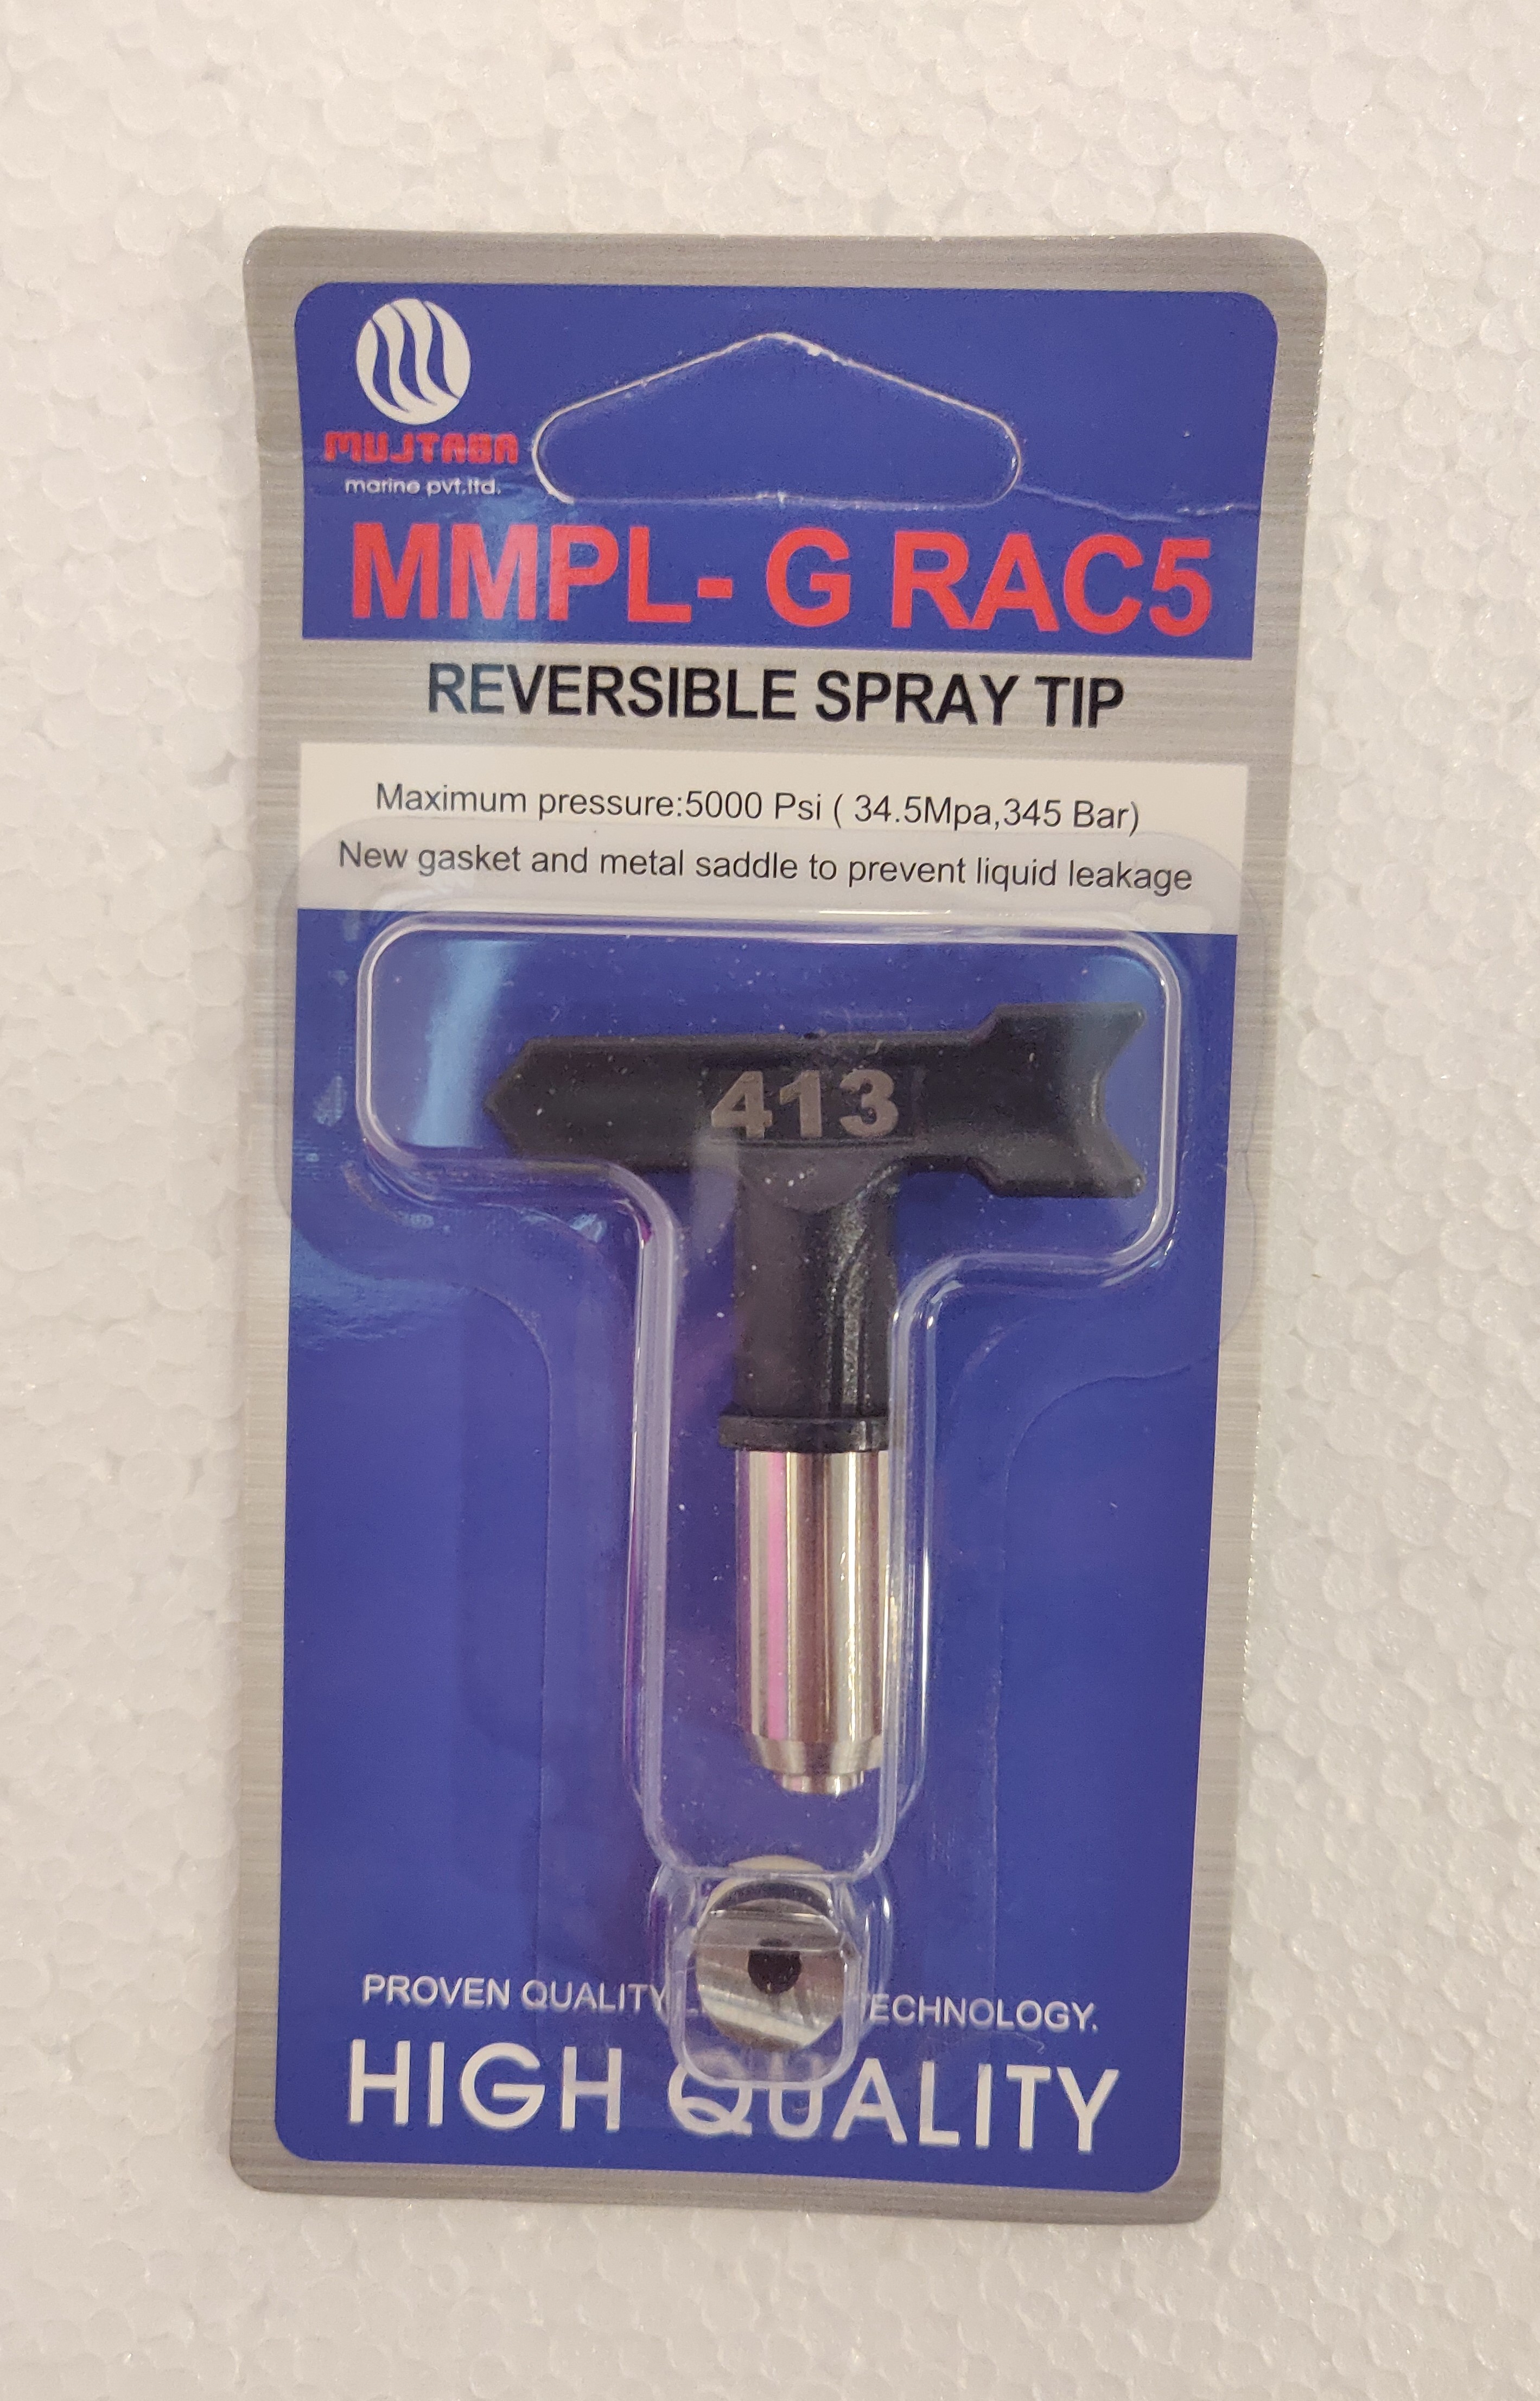 MUJTABA
marine pvt.ltd.
MMPL- G RAC5
REVERSIBLE SPRAY TIP
Maximum pressure:5000 Psi ( 34.5Mpa,345 Bar)
New gasket and metal saddle to prevent liquid leakage
413
PROVEN QUALITY ECHNOLOGY.
HIGH QUALITY